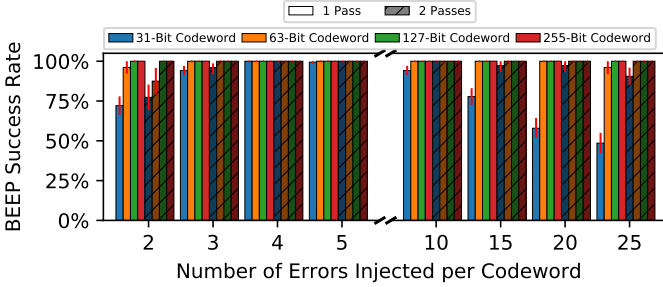 1 Pass 2 Passes
31-Bit Codeword 63-Bit Codeword 127-Bit Codeword 255-Bit Codeword
BEEP Success Rate
100%
75%
50%
25%
0%
2 3 4 5 10 15 20 25
Number of Errors Injected per Codeword